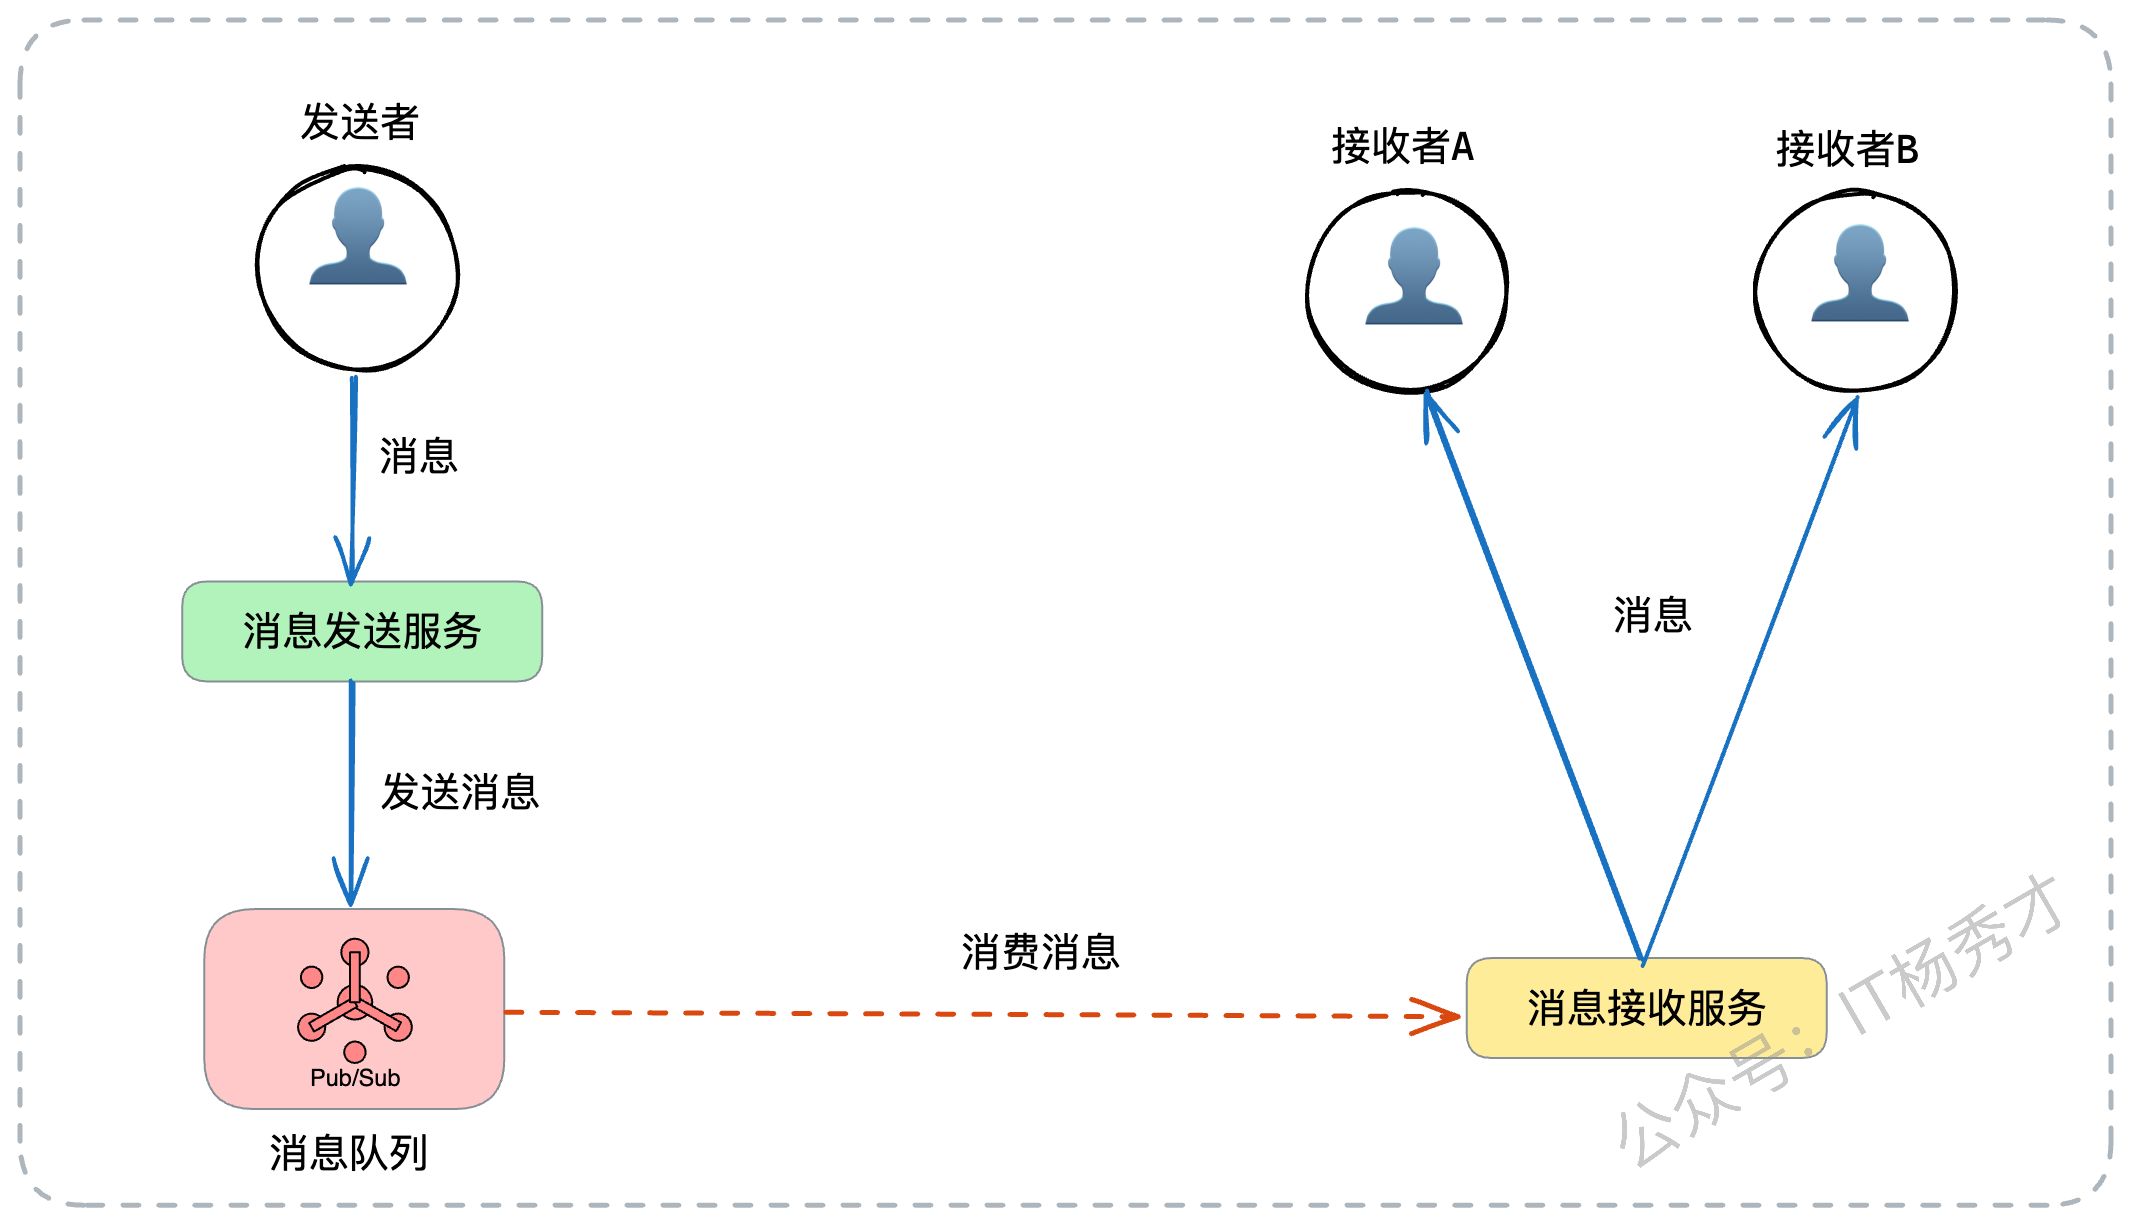 发送者
接收者A
接收者B
消息
消息发送服务
消息
发送消息
消费消息
消息接收服务
Pub/Sub
消息队列
公众号：IT杨秀才